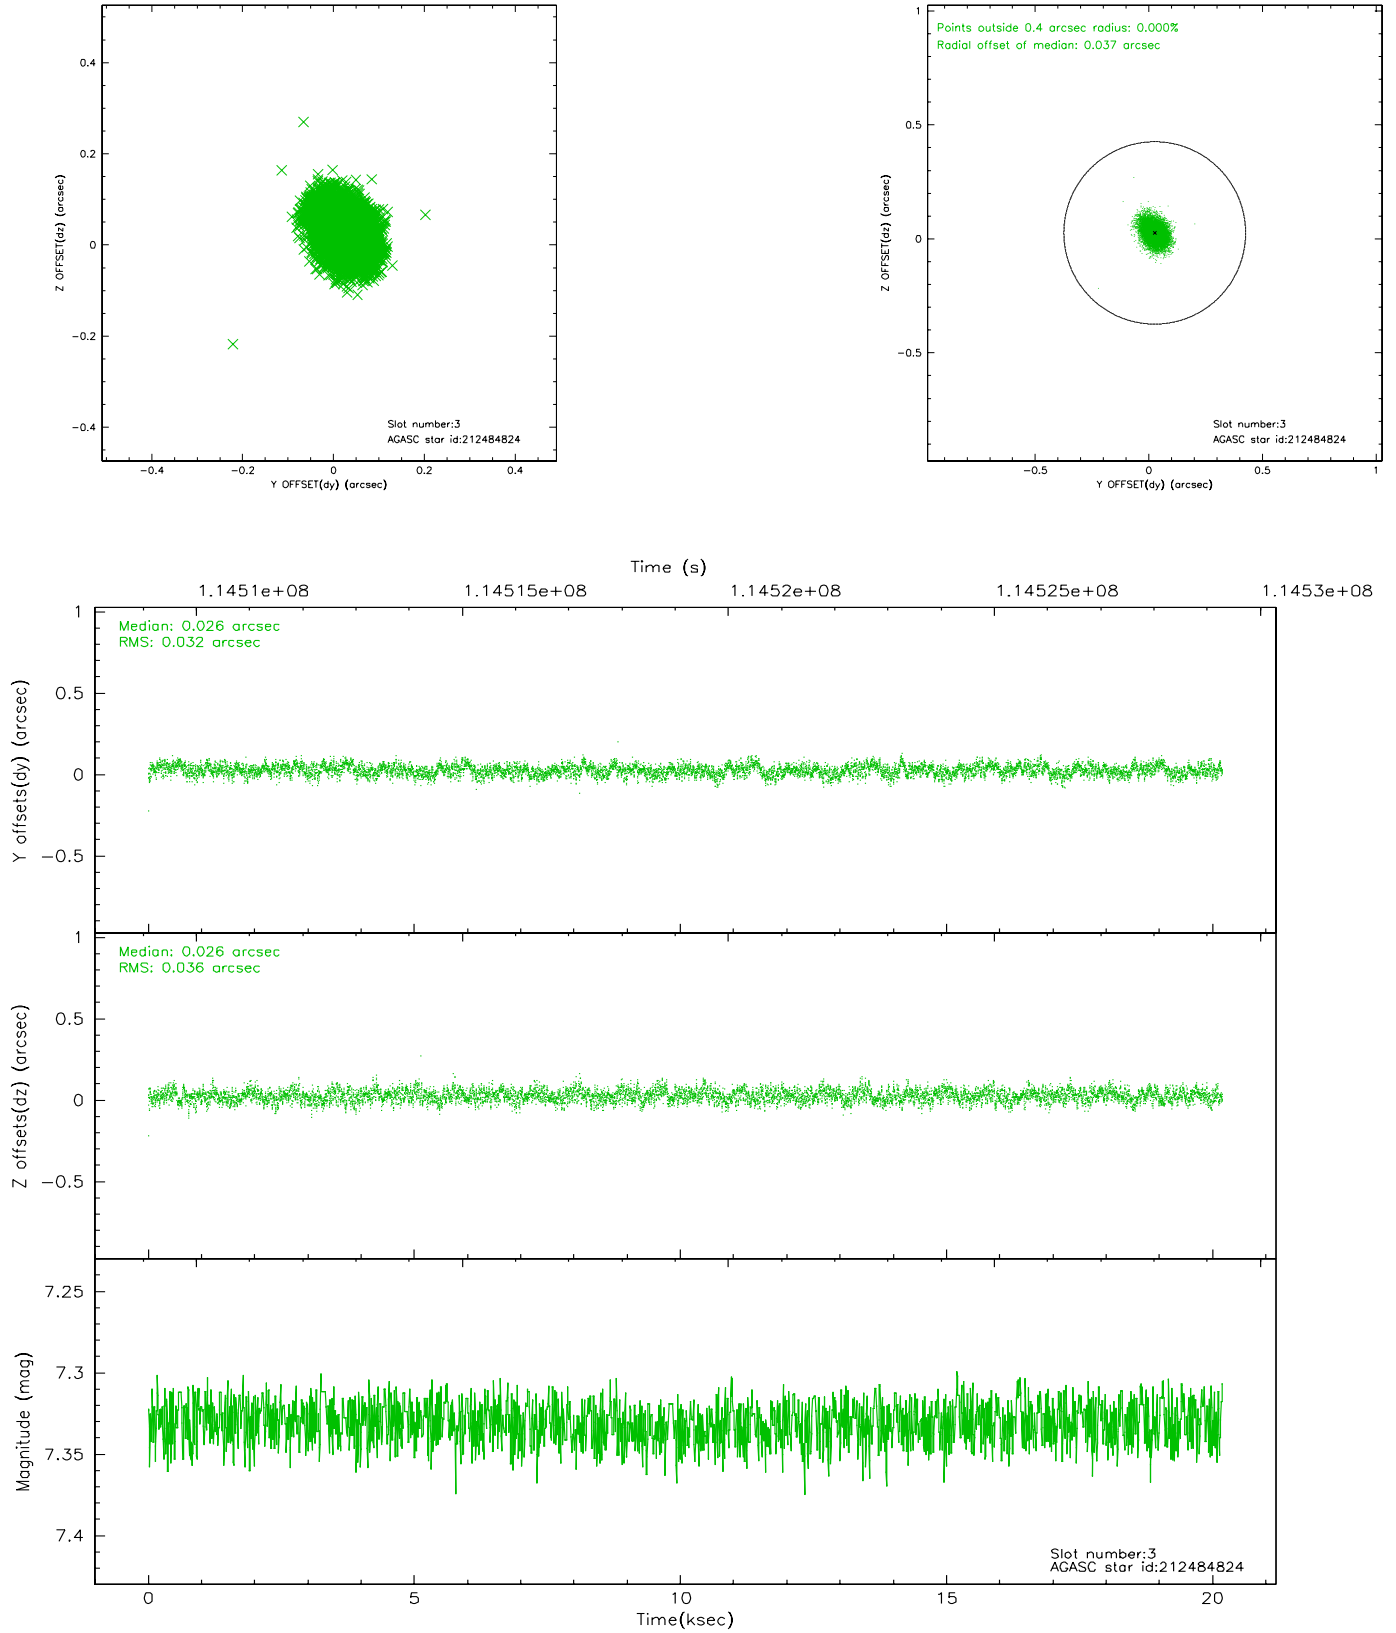 0.4
0.2
0
−0.2
−0.4
Z OFFSET(dz) (arcsec)
Slot number:3
AGASC star id:212484824
−0.4 −0.2 0 0.2 0.4
Y OFFSET(dy) (arcsec)
1
0.5
0
−0.5
Z OFFSET(dz) (arcsec)
Points outside 0.4 arcsec radius: 0.000%
Radial offset of median: 0.037 arcsec
Slot number:3
AGASC star id:212484824
−0.5 0 0.5 1
Y OFFSET(dy) (arcsec)
Time (s)
1.1451e+08 1.14515e+08 1.1452e+08 1.14525e+08 1.1453e+08
1
0.5
0
−0.5
Y offsets(dy) (arcsec)
Median: 0.026 arcsec
RMS: 0.032 arcsec
1
0.5
0
−0.5
Z offsets(dz) (arcsec)
Median: 0.026 arcsec
RMS: 0.036 arcsec
7.25
7.3
7.35
7.4
Magnitude (mag)
Slot number:3
AGASC star id:212484824
0 5 10 15 20
Time(ksec)